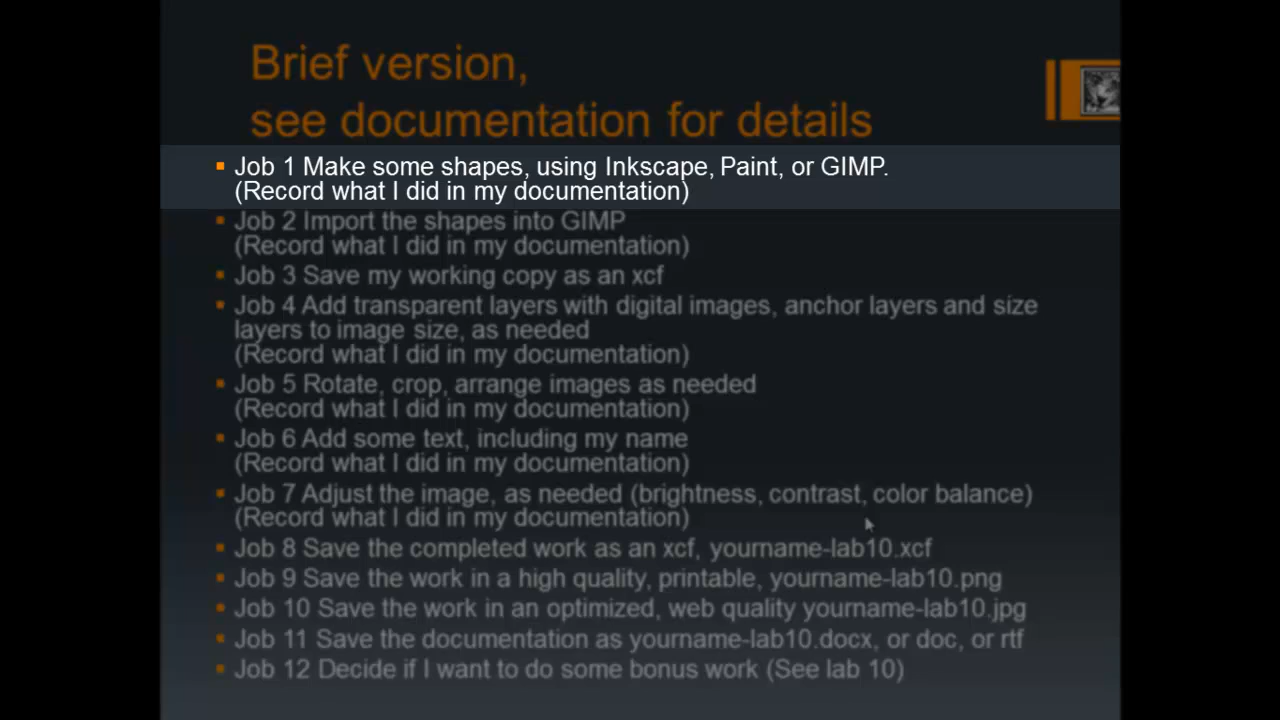 Brief version,
see documentation for details
Job 1 Make some shapes, using Inkscape, Paint, or GIMP.
(Record what I did in my documentation)
Job 2 Import the shapes into GIMP
(Record what I did in my documentation)
Job 3 Save my working copy as an xcf
Job 4 Add transparent layers with digital images, anchor layers and size
layers to image size, as needed
(Record what I did in my documentation)
Job 5 Rotate, crop, arrange images as needed
(Record what I did in my documentation)
Job 6 Add some text, including my name
(Record what I did in my documentation)
Job 7 Adjust the image, as needed (brightness, contrast, color balance)
(Record what I did in my documentation)
Job 8 Save the completed work as an xcf, yourname-lab10.xcf
Job 9 Save the work in a high quality, printable, yourname-lab10.png
Job 10 Save the work in an optimized, web quality yourname-lab10.jpg
Job 11 Save the documentation as yourname-lab10.docx, or doc, or rtf
Job 12 Decide if I want to do some bonus work (See lab 10)